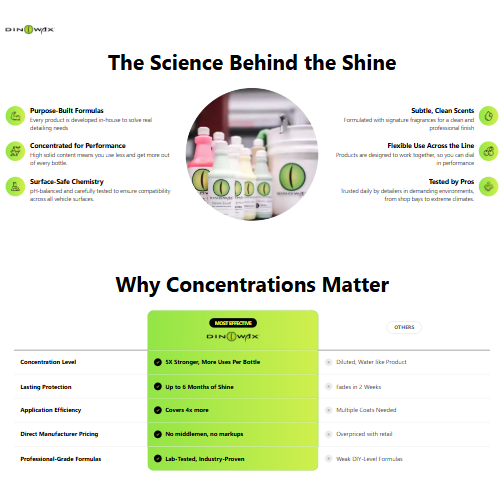 DINOWAX
The Science Behind the Shine
Purpose-Built Formulas
Every product is developed in-house to solve real
detailing needs
Concentrated for Performance
High solid content means you use less and get more out
of every bottle.
Surface-Safe Chemistry
pH-balanced and carefully tested to ensure compatibility
across all vehicle surfaces.
Subtle, Clean Scents
Formulated with signature fragrances for a clean and
professional finish
Flexible Use Across the Line
Products are designed to work together, so you can dial
in performance
Tested by Pros
Trusted daily by detailers in demanding environments,
from shop bays to extreme climates.
Why Concentrations Matter
MOST EFFECTIVE
DINOWAX
OTHERS
Concentration Level
5X Stronger, More Uses Per Bottle
Diluted, Water like Product
Lasting Protection
Up to 6 Months of Shine
Fades in 2 Weeks
Application Efficiency
Covers 4x more
Multiple Coats Needed
Direct Manufacturer Pricing
No middlemen, no markups
Overpriced with retail
Professional-Grade Formulas
Lab-Tested, Industry-Proven
Weak DIY-Level Formulas